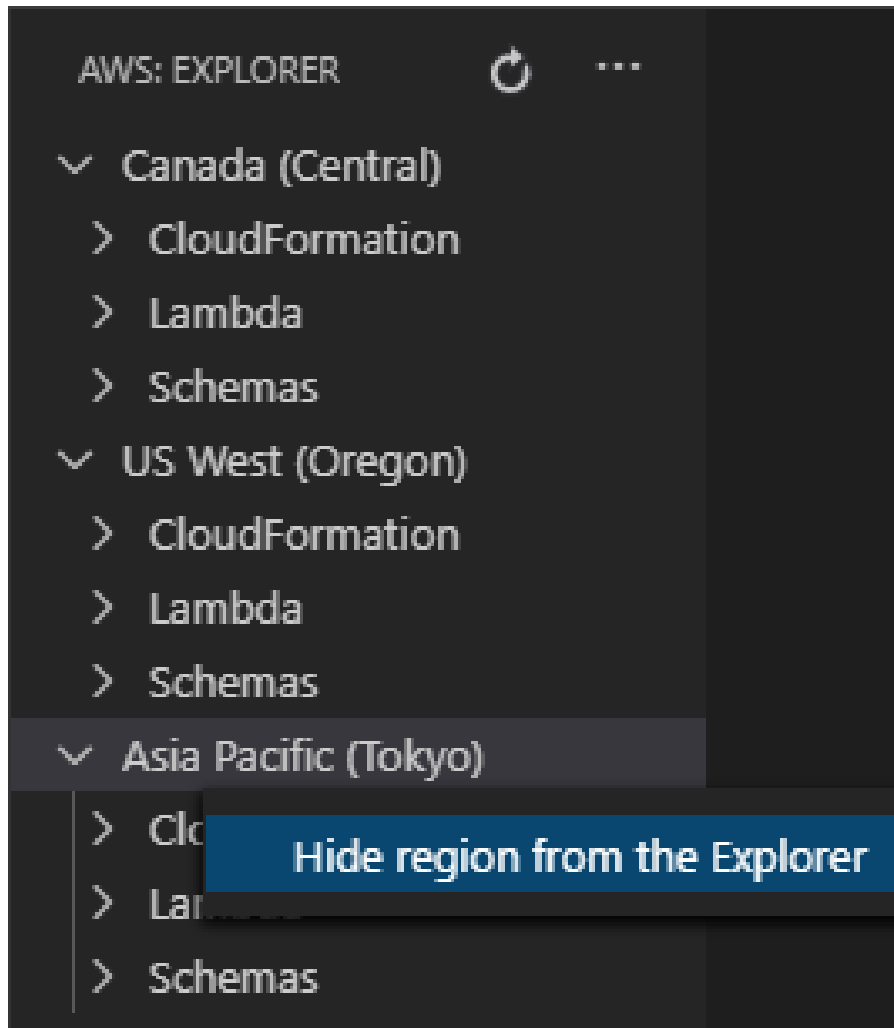 AWS: EXPLORER
Canada (Central)
CloudFormation
Lambda
Schemas
US West (Oregon)
CloudFormation
Lambda
Schemas
Asia Pacific (Tokyo)
Hide region from the Explorer
Schemas